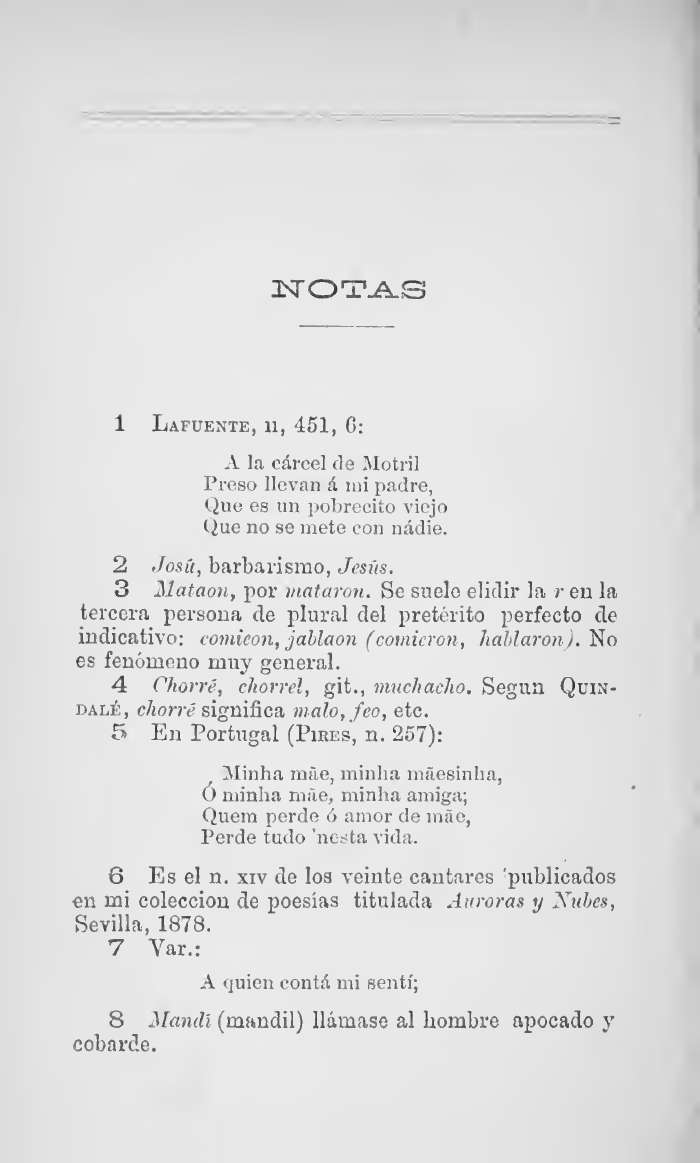 NOTAS
1 LAFUENTE, II, 451, 6:
A la cárcel de Motril
Preso llevan á mi padre,
Que es un pobrecito viejo
Que no se mete con nádie.
2 Josú, barbarismo, Jesús.
3 Mataon, por mataron. Se suele elidir la r en la
tercera persona de plural del pretérito perfecto de
indicativo: comieon, jablaon (comieron, hablaron). No
es fenómeno muy general.
4 Chorré, chorrel, git., muchacho. Segun QUIN-
DALÉ, chorré significa malo, feo, etc.
5 En Portugal (PIRES, n. 257):
Minha mãe, minha mãesinha,
Ó minha mãe, minha amiga;
Quem perde ó amor de mãe,
Perde tudo 'nesta vida.
6 Es el n. XIV de los veinte cantares publicados
en mi coleccion de poesías titulada Auroras y Nubes,
Sevilla, 1878.
7 Var.:
A quien contá mi sentí;
8 Mandí (mandil) llámase al hombre apocado y
cobarde.